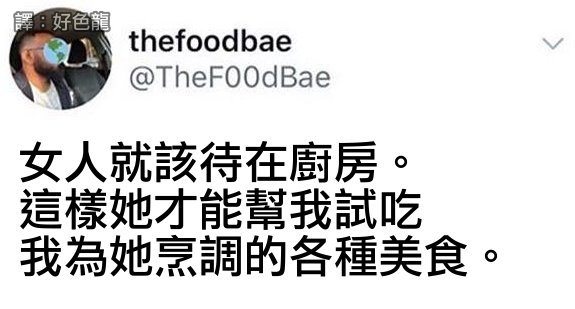 譯：好色龍
thefoodbae
@TheF00dBae
女人就該待在廚房。
這樣她才能幫我試吃
我為她烹調的各種美食。